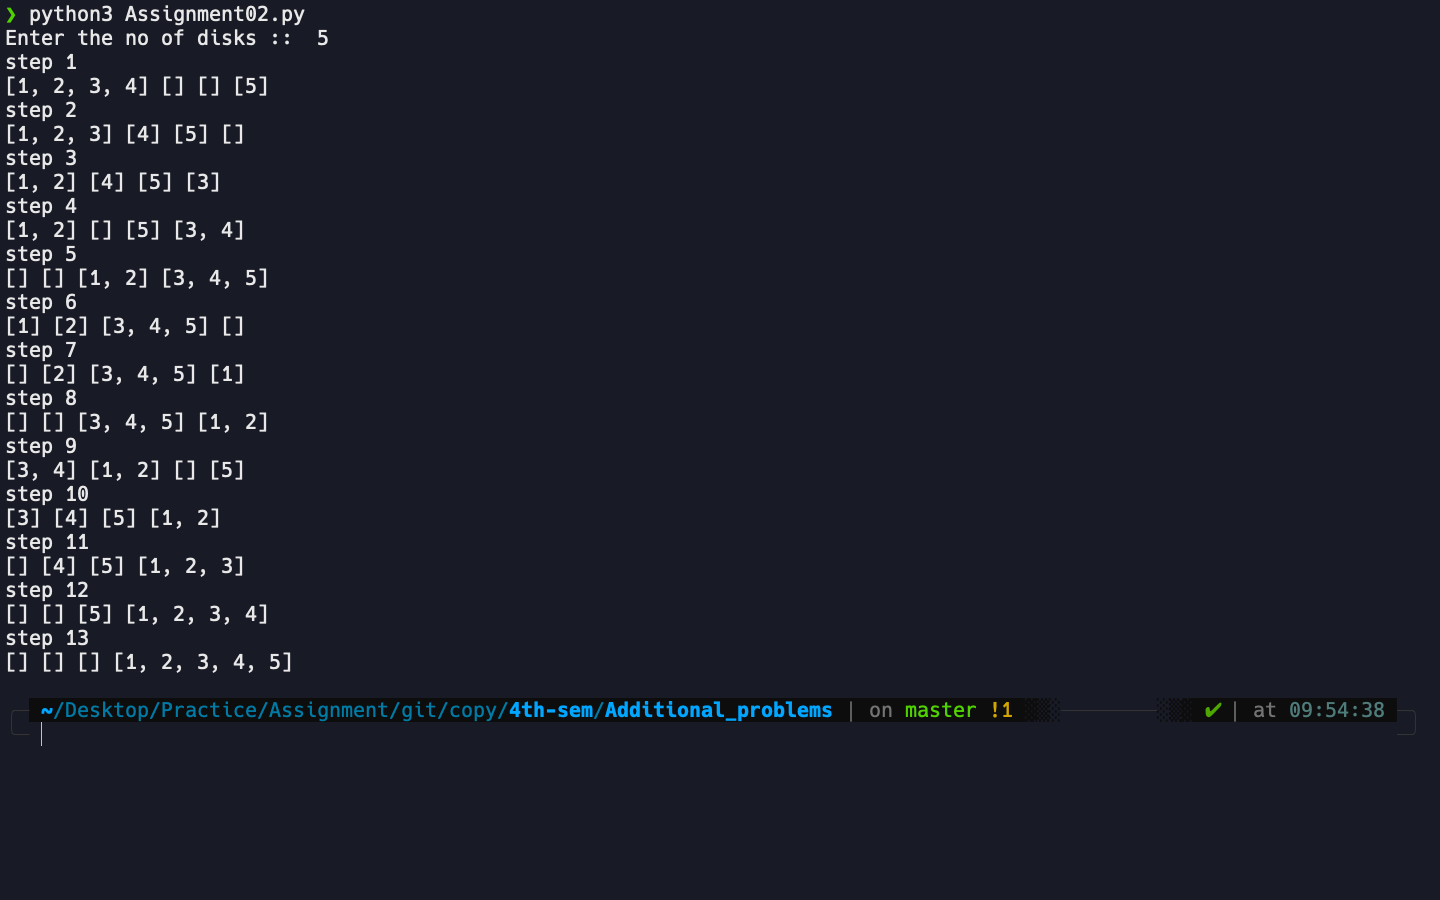 ❯ python3 Assignment02.py
Enter the no of disks ::  5
step 1
[1, 2, 3, 4] [] [] [5]
step 2
[1, 2, 3] [4] [5] []
step 3
[1, 2] [4] [5] [3]
step 4
[1, 2] [] [5] [3, 4]
step 5
[] [] [1, 2] [3, 4, 5]
step 6
[1] [2] [3, 4, 5] []
step 7
[] [2] [3, 4, 5] [1]
step 8
[] [] [3, 4, 5] [1, 2]
step 9
[3, 4] [1, 2] [] [5]
step 10
[3] [4] [5] [1, 2]
step 11
[] [4] [5] [1, 2, 3]
step 12
[] [] [5] [1, 2, 3, 4]
step 13
[] [] [] [1, 2, 3, 4, 5]
~/Desktop/Practice/Assignment/git/copy/4th-sem/Additional_problems | on master !1 ✔ | at 09:54:38